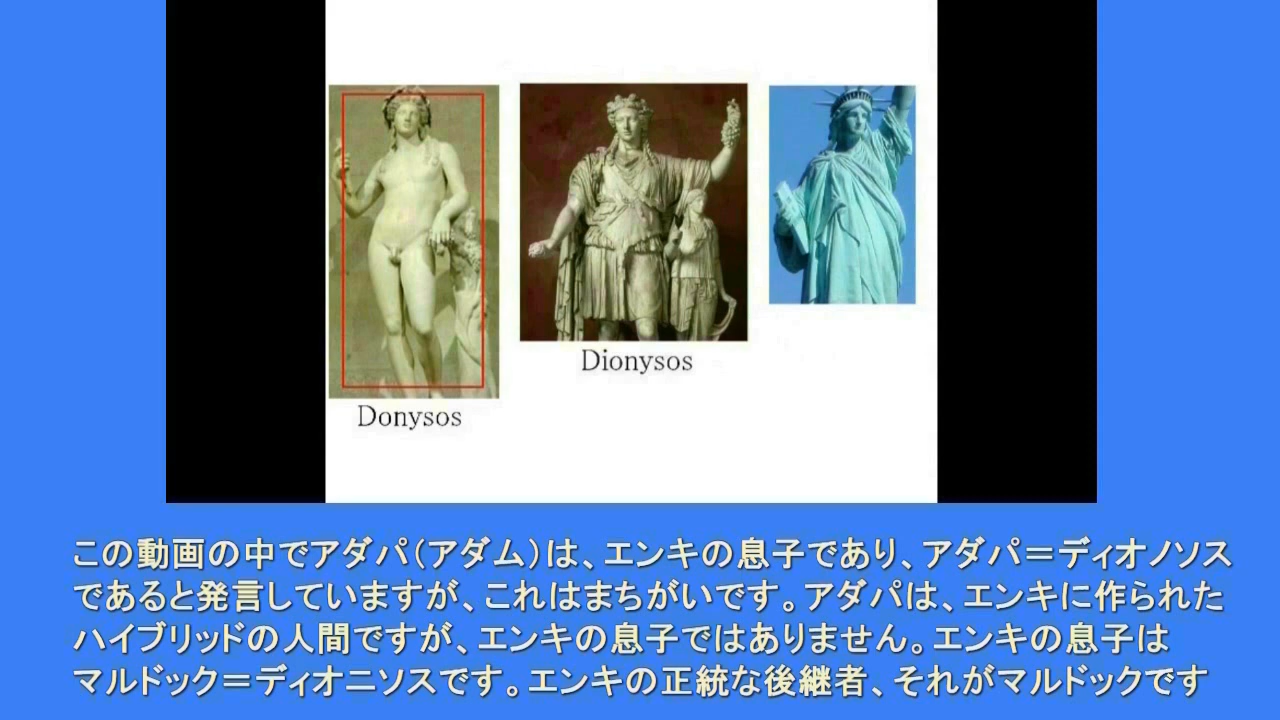 Dionysos
Donysos
この動画の中でアダパ（アダム）は、エンキの息子であり、アダパ＝ディオノソス
であると発言していますが、これはまちがいです。アダパは、エンキに作られた
ハイブリッドの人間ですが、エンキの息子ではありません。エンキの息子は
マルドック＝ディオニソスです。エンキの正統な後継者、それがマルドックです